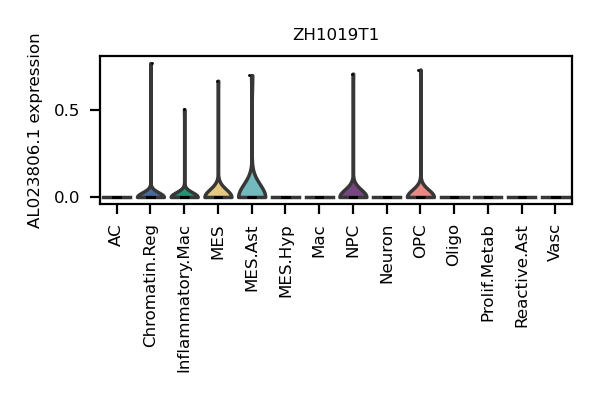 ZH1019T1
AL023806.1 expression
0.5
0.0
AC
Chromatin.Reg
Inflammatory.Mac
MES
MES.Ast
MES.Hyp
Mac
NPC
Neuron
OPC
Oligo
Prolif.Metab
Reactive.Ast
Vasc